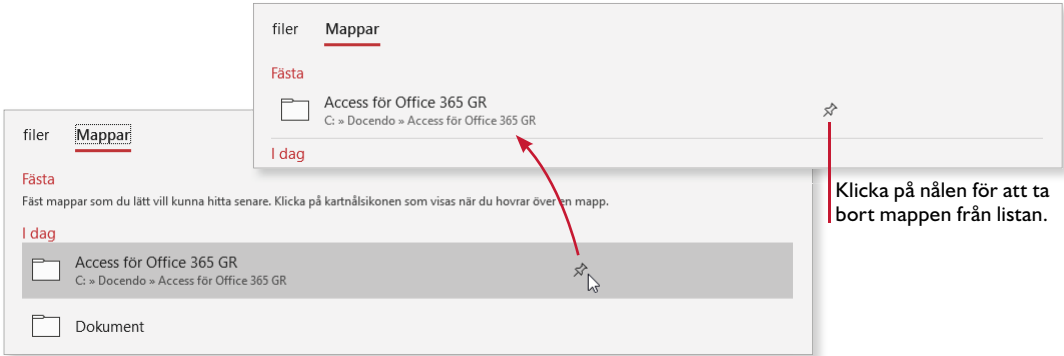 filer Mappar
Fästa
Access för Office 365 GR
C: » Docendo » Access för Office 365 GR
I dag
Klicka på nålen för att ta
bort mappen från listan.
filer Mappar
Fästa
Fäst mappar som du lätt vill kunna hitta senare. Klicka på kartnålsikonen som visas när du hovrar över en mapp.
I dag
Access för Office 365 GR
C: » Docendo » Access för Office 365 GR
Dokument